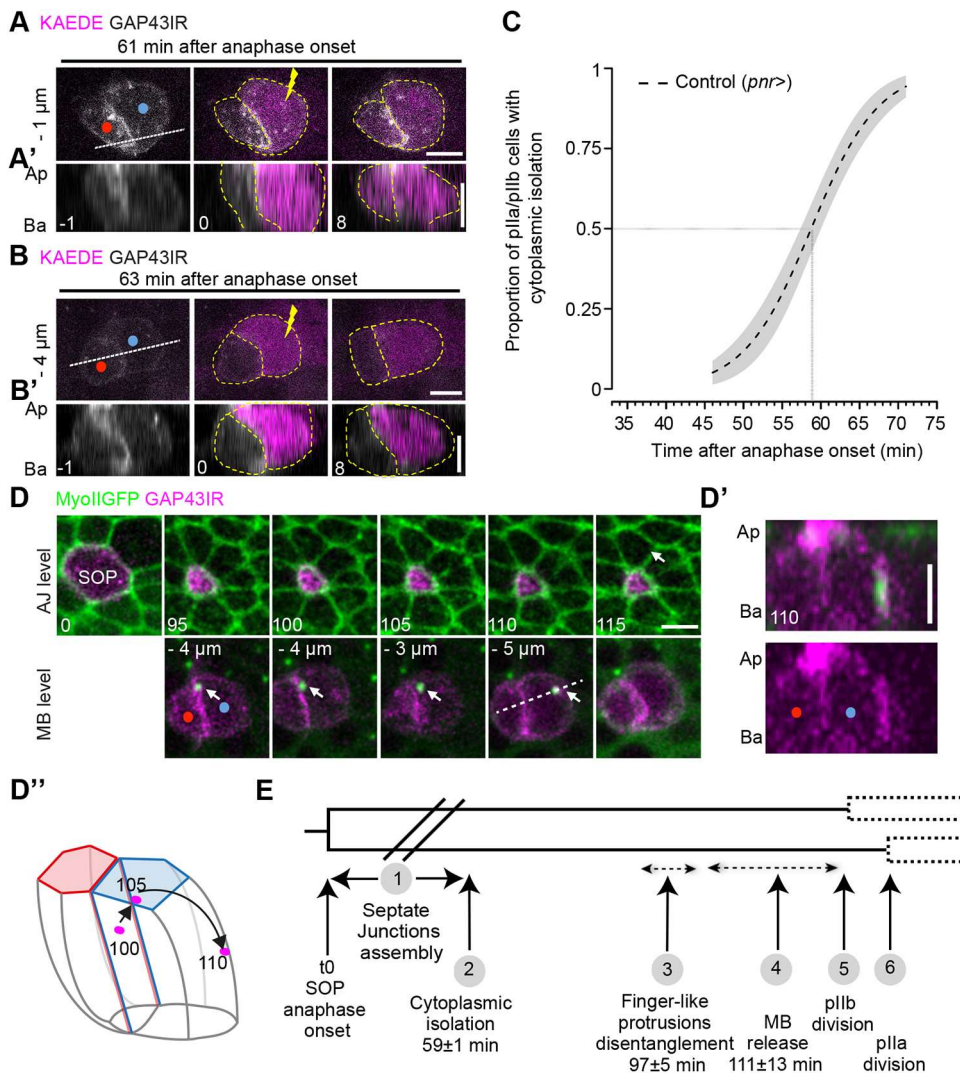 A
KAEDE GAP43IR
61 min after anaphase onset
- 1 µm
A'
Ap
Ba
-1
0
8
B
KAEDE GAP43IR
63 min after anaphase onset
- 4 µm
B'
Ap
Ba
-1
0
8
C
Proportion of pIIa/pIIb cells with
cytoplasmic isolation
1
0.75
0.5
0.25
0
Control (pnr>)
35 40 45 50 55 60 65 70 75
Time after anaphase onset (min)
D
MyoIIGFP GAP43IR
AJ level
SOP
0
95
100
105
110
115
MB level
- 4 µm
- 4 µm
- 3 µm
- 5 µm
D'
Ap
Ba
110
Ap
Ba
D''
105
100
110
E
1
Septate
Junctions
assembly
t0
SOP
anaphase
onset
2
Cytoplasmic
isolation
59±1 min
3
Finger-like
protrusions
disentanglement
97±5 min
4
MB
release
111±13 min
5
pIIb
division
6
pIIa
division